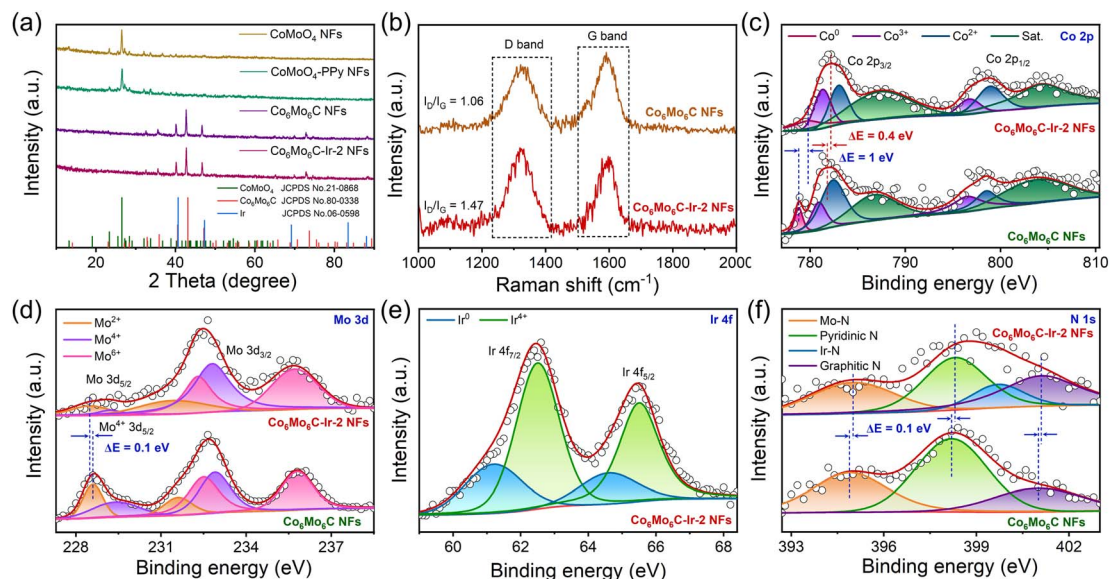 (a)
CoMoO₄ NFs
CoMoO₄-PPy NFs
Co₆Mo₆C NFs
Co₆Mo₆C-Ir-2 NFs
CoMoO₄ JCPDS No.21-0868
Co₆Mo₆C JCPDS No.80-0338
Ir JCPDS No.06-0598
Intensity (a.u.)
20 40 60 80
2 Theta (degree)
(b)
D band
G band
I_D/I_G = 1.06
Co₆Mo₆C NFs
I_D/I_G = 1.47
Co₆Mo₆C-Ir-2 NFs
Intensity (a.u.)
1000 1200 1400 1600 1800 2000
Raman shift (cm⁻¹)
(c)
Co⁰ Co³⁺ Co²⁺ Sat. Co 2p
Co 2p₃/₂
Co 2p₁/₂
Co₆Mo₆C-Ir-2 NFs
ΔE = 0.4 eV
ΔE = 1 eV
Co₆Mo₆C NFs
Intensity (a.u.)
780 790 800 810
Binding energy (eV)
(d)
Mo 3d
Mo²⁺
Mo⁴⁺
Mo⁶⁺
Mo 3d₃/₂
Mo 3d₅/₂
Co₆Mo₆C-Ir-2 NFs
Mo⁴⁺ 3d₅/₂
ΔE = 0.1 eV
Co₆Mo₆C NFs
Intensity (a.u.)
228 231 234 237
Binding energy (eV)
(e)
Ir⁰ Ir⁴⁺
Ir 4f
Ir 4f₇/₂
Ir 4f₅/₂
Co₆Mo₆C-Ir-2 NFs
Intensity (a.u.)
60 62 64 66 68
Binding energy (eV)
(f)
N 1s
Mo-N
Pyridinic N
Ir-N
Graphitic N
Co₆Mo₆C-Ir-2 NFs
ΔE = 0.1 eV
Co₆Mo₆C NFs
Intensity (a.u.)
393 396 399 402
Binding energy (eV)